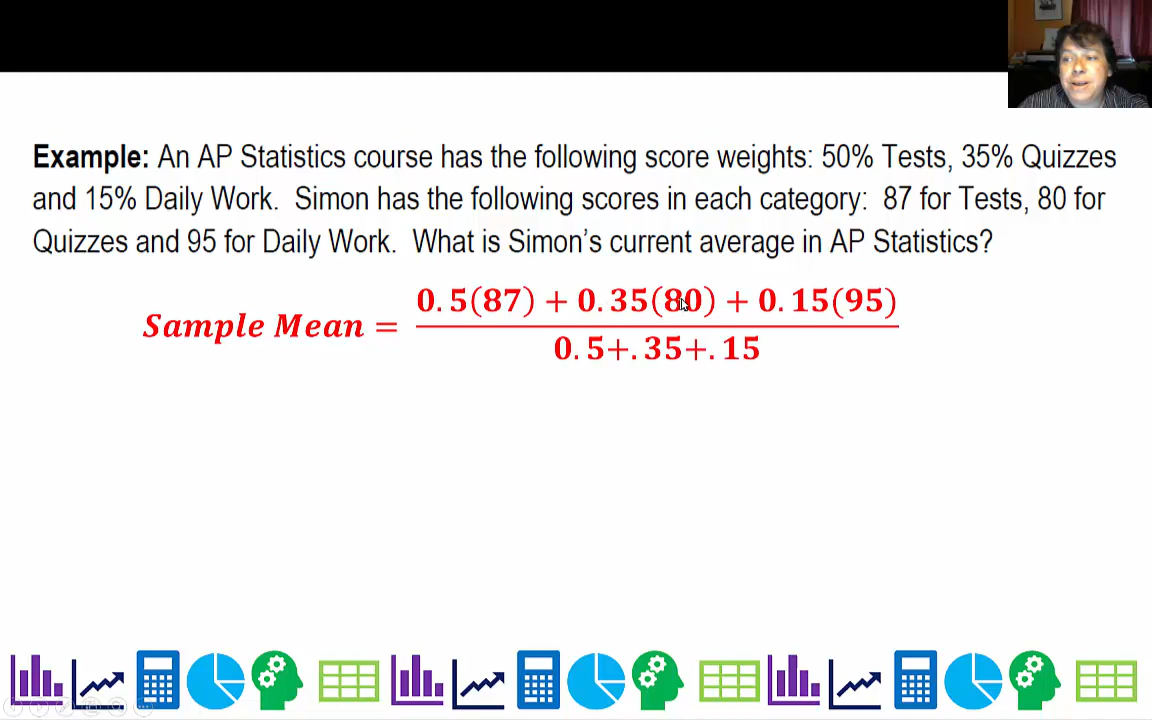 Example: An AP Statistics course has the following score weights: 50% Tests, 35% Quizzes
and 15% Daily Work. Simon has the following scores in each category: 87 for Tests, 80 for
Quizzes and 95 for Daily Work. What is Simon's current average in AP Statistics?
Sample Mean = 0.5(87) + 0.35(80) + 0.15(95)
0.5+.35+.15